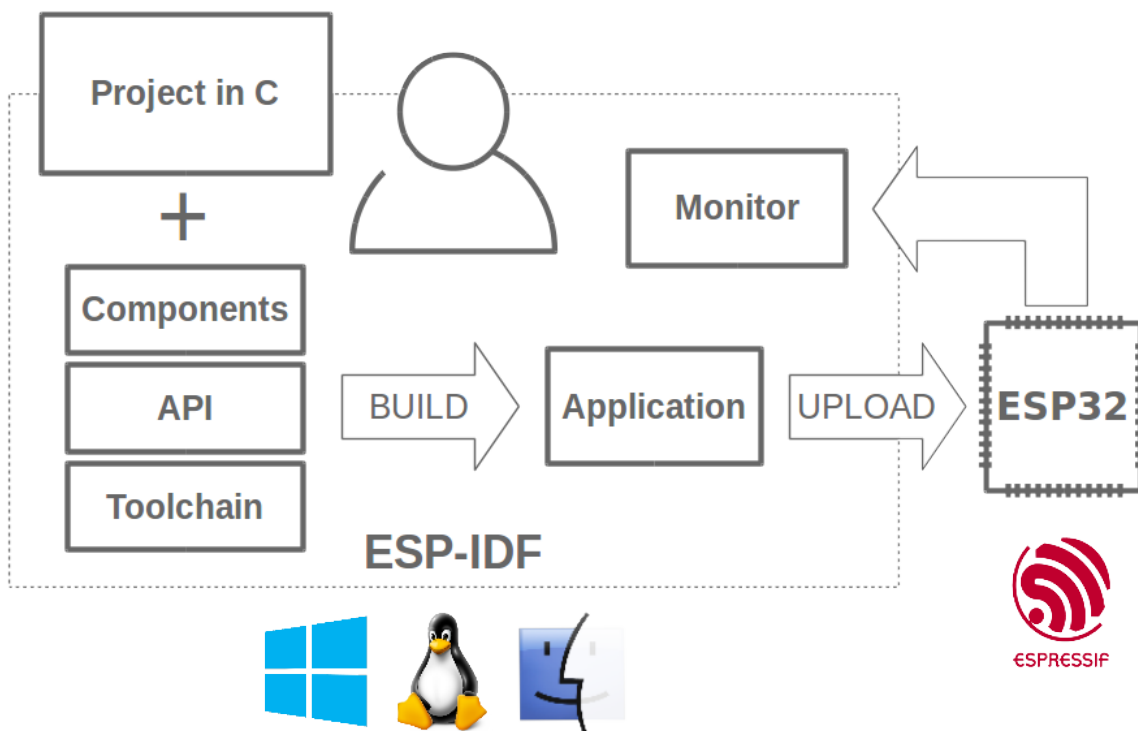 Project in C
+
Components
API
Toolchain
BUILD
Application
UPLOAD
Monitor
ESP32
ESP-IDF
ESPRESSIF